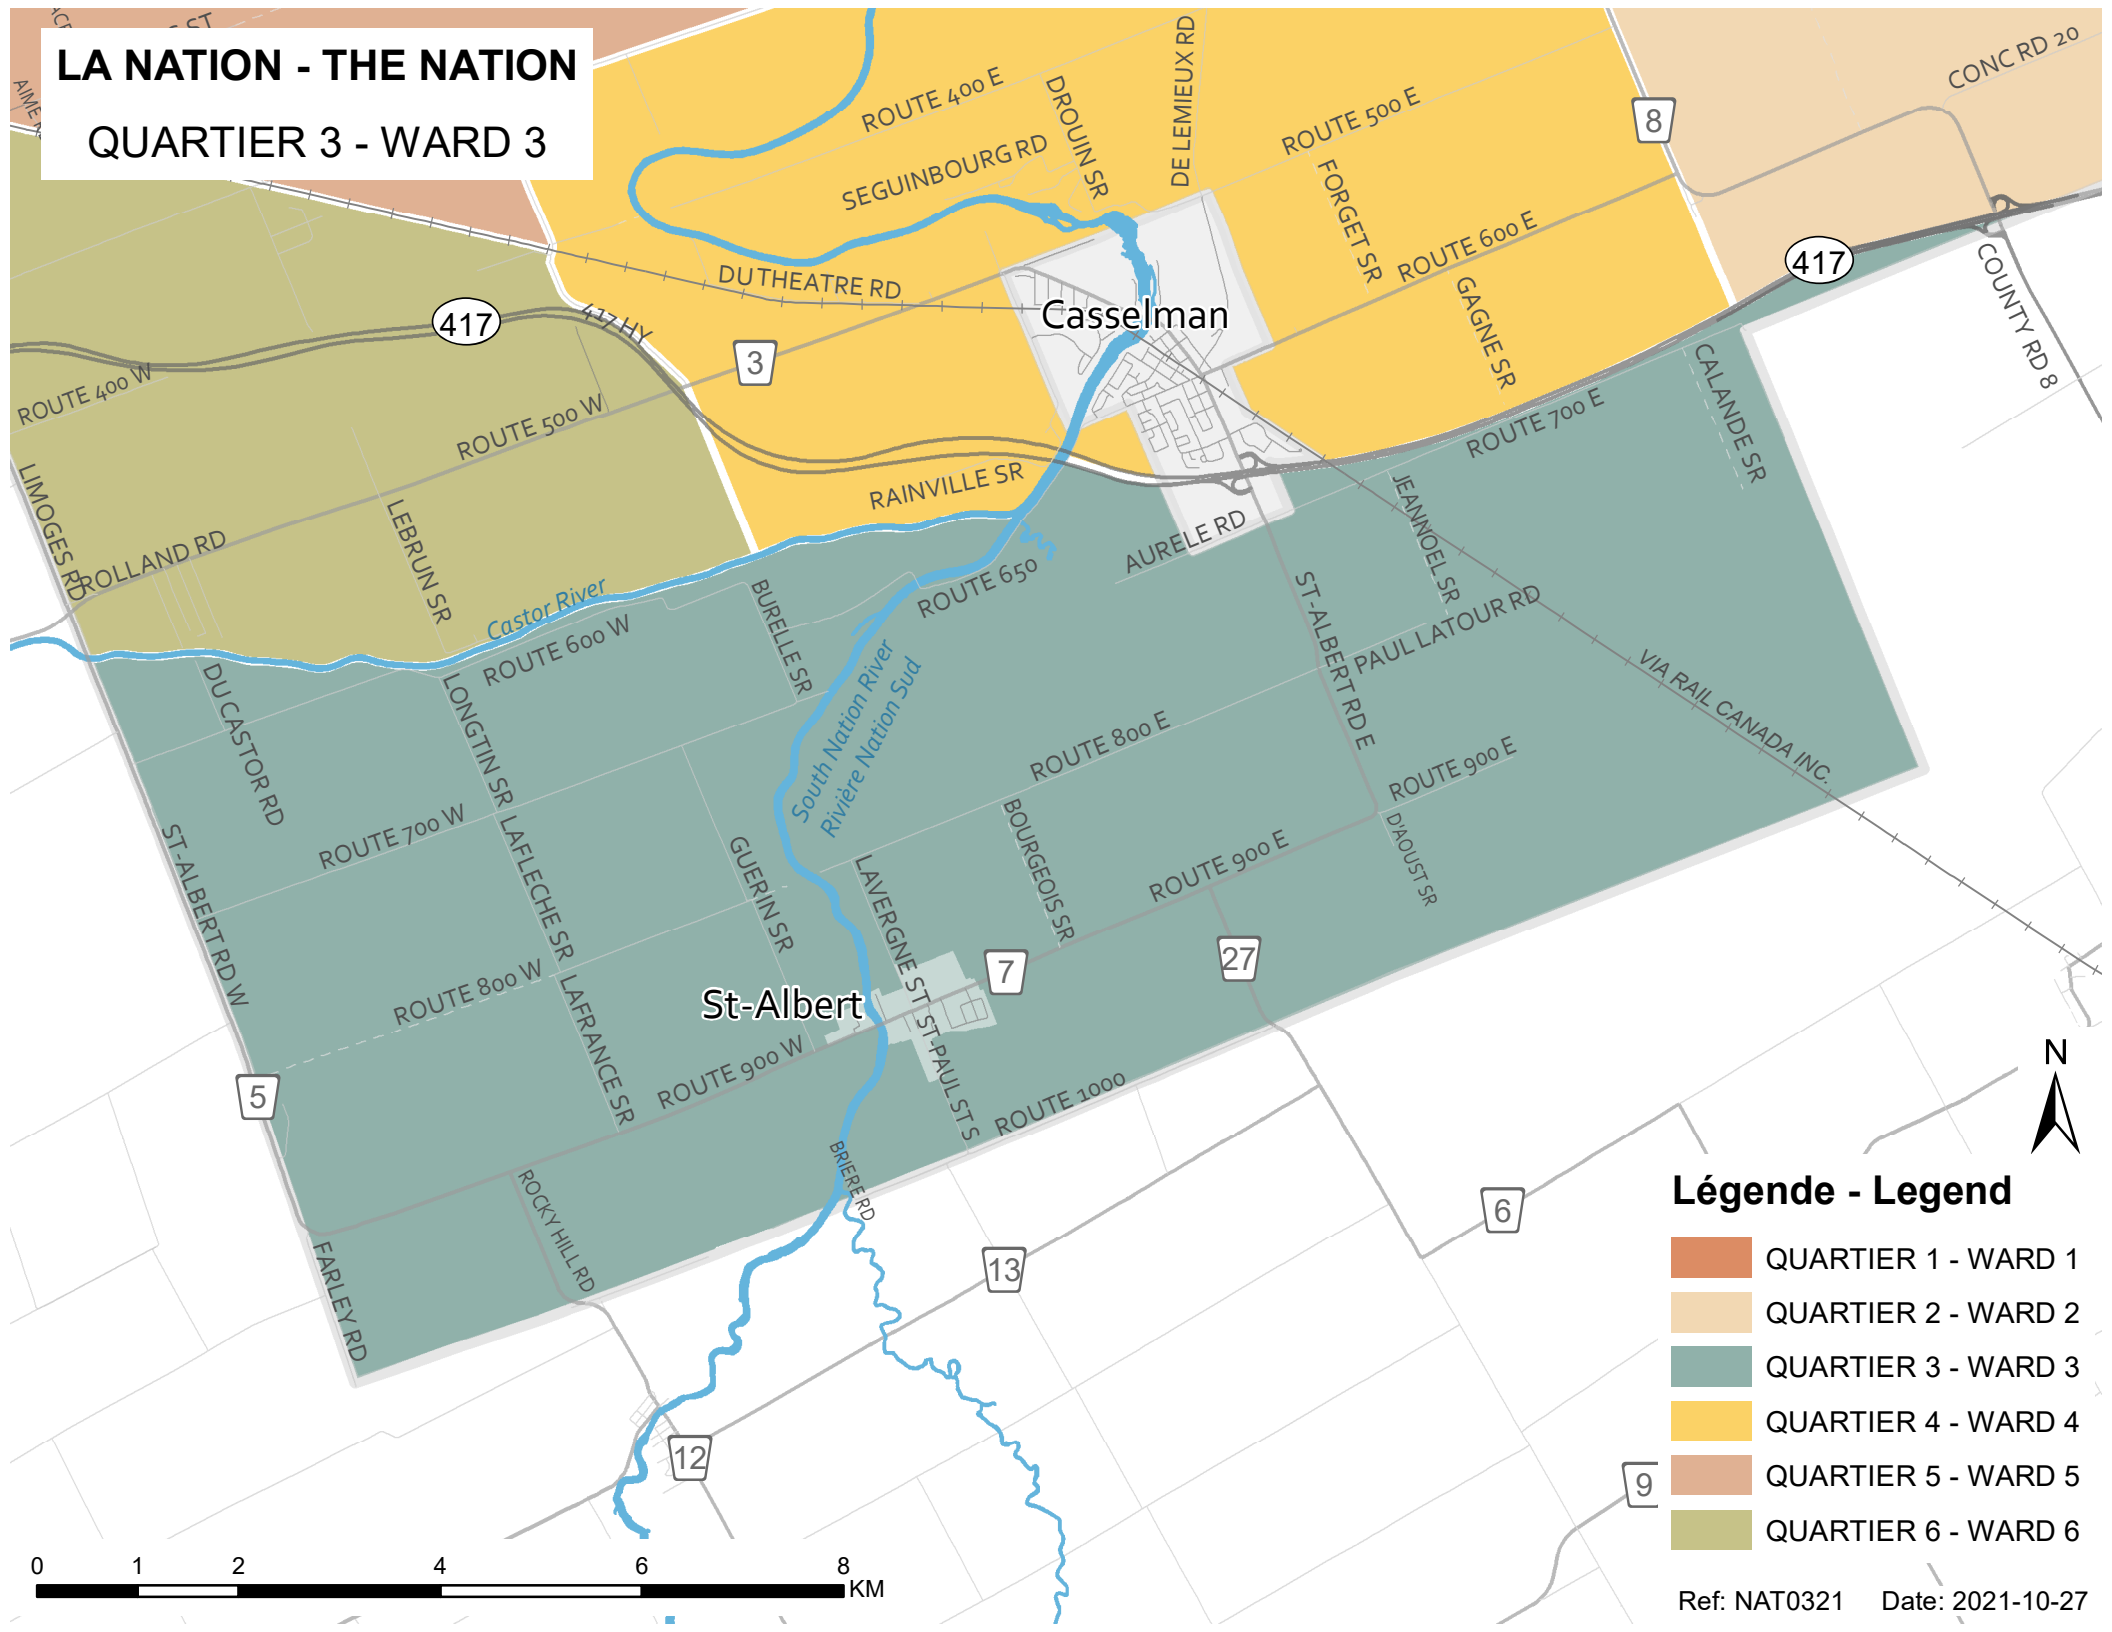 LA NATION - THE NATION
QUARTIER 3 - WARD 3
ROUTE 400 E
DROUIN SR
DE LEMIEUX RD
ROUTE 500 E
8
CONC RD 20
SEGUINBOURG RD
FORGET SR
ROUTE 600 E
417
COUNTY RD 8
DU THEATRE RD
Casselman
GAGNE SR
417
417 HY
3
ROUTE 400 W
ROUTE 500 W
CALANDE SR
ROUTE 700 E
LIMOGES RD
ROLLAND RD
LEBRUN SR
RAINVILLE SR
AURELE RD
JEANNOEL SR
Castor River
ROUTE 600 W
BURELLE SR
ROUTE 650
ST-ALBERT RD E
PAUL LATOUR RD
VIA RAIL CANADA INC.
DU CASTOR RD
LONGTIN SR
South Nation River
Rivière Nation Sud
ROUTE 800 E
ROUTE 900 E
ROUTE 700 W
ST-ALBERT RD W
LAFLECHE SR
GUERIN SR
LAVERGNE ST
BOURGEOIS SR
ROUTE 900 E
D'AOUST SR
ROUTE 800 W
LAFRANCE SR
St-Albert
7
27
ST-PAUL ST S
ROUTE 900 W
ROUTE 1000
5
BRIERE RD
ROCKY HILL RD
FARLEY RD
13
6
12
9
N
Légende - Legend
QUARTIER 1 - WARD 1
QUARTIER 2 - WARD 2
QUARTIER 3 - WARD 3
QUARTIER 4 - WARD 4
QUARTIER 5 - WARD 5
QUARTIER 6 - WARD 6
0 1 2 4 6 8 KM
Ref: NAT0321 Date: 2021-10-27